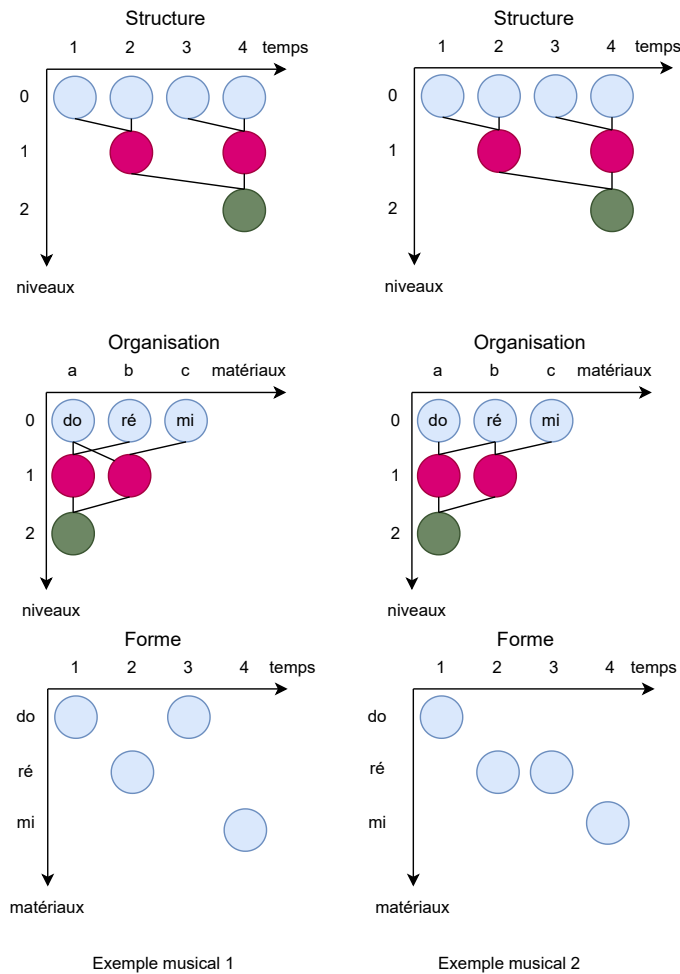 Structure
1 2 3 4 temps
0
1
2
niveaux
Structure
1 2 3 4 temps
0
1
2
niveaux
Organisation
a b c matériaux
0 do ré mi
1
2
niveaux
Organisation
a b c matériaux
0 do ré mi
1
2
niveaux
Forme
1 2 3 4 temps
do
ré
mi
matériaux
Exemple musical 1
Forme
1 2 3 4 temps
do
ré
mi
matériaux
Exemple musical 2